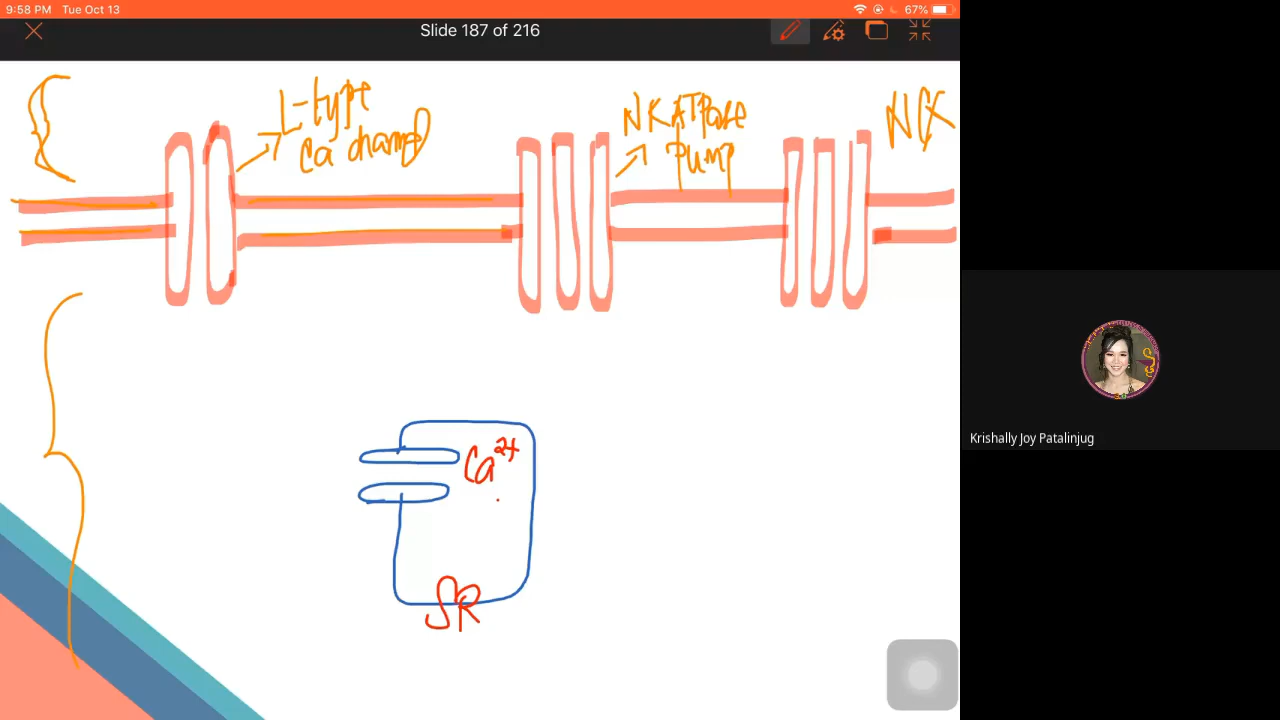 9:58 PM Tue Oct 13
67%
Slide 187 of 216
L-type
Ca channel
NKATPase
pump
NCX
Ca2+
SR
Krishally Joy Patalinjug